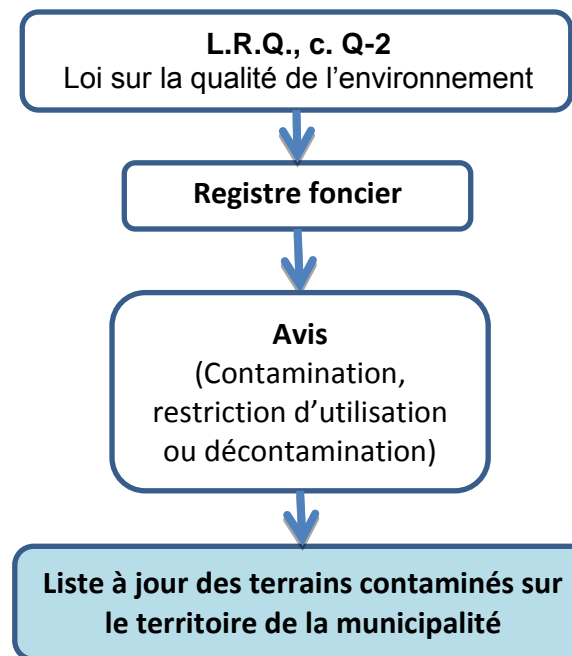 L.R.Q., c. Q-2
Loi sur la qualité de l’environnement
Registre foncier
Avis
(Contamination,
restriction d’utilisation
ou décontamination)
Liste à jour des terrains contaminés sur
le territoire de la municipalité